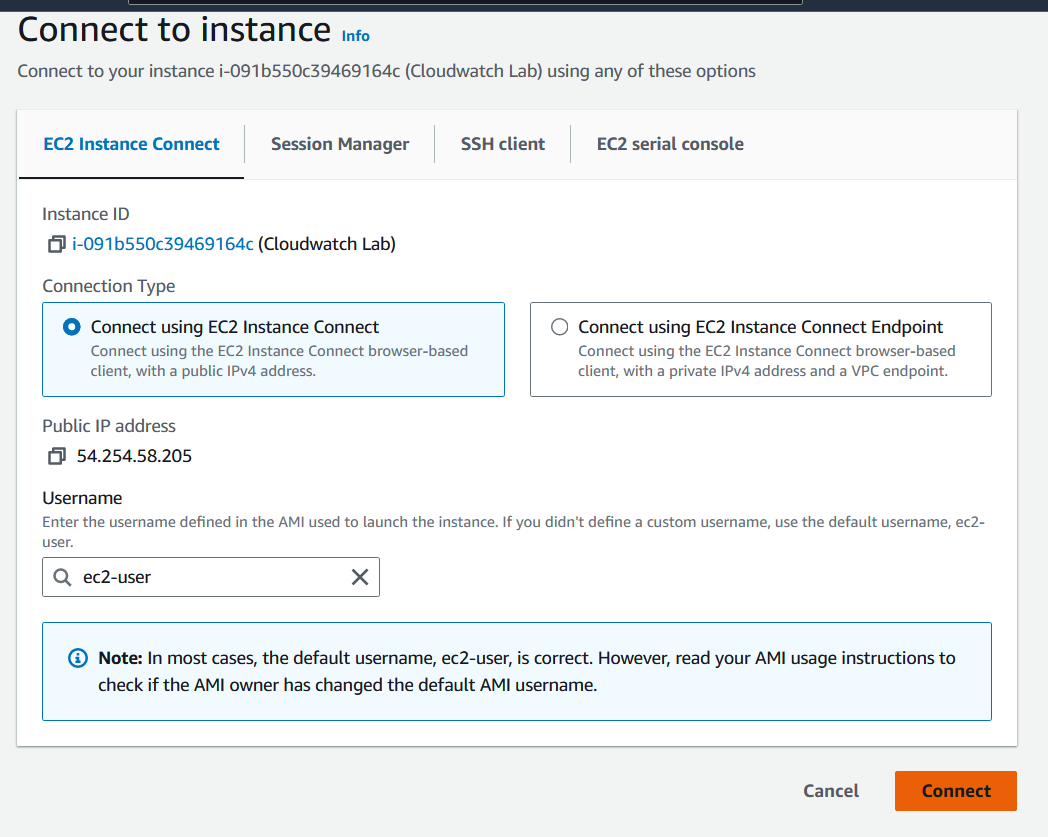 Connect to instance Info
Connect to your instance i-091b550c39469164c (Cloudwatch Lab) using any of these options
EC2 Instance Connect Session Manager SSH client EC2 serial console
Instance ID
i-091b550c39469164c (Cloudwatch Lab)
Connection Type
Connect using EC2 Instance Connect
Connect using the EC2 Instance Connect browser-based
client, with a public IPv4 address.
Connect using EC2 Instance Connect Endpoint
Connect using the EC2 Instance Connect browser-based
client, with a private IPv4 address and a VPC endpoint.
Public IP address
54.254.58.205
Username
Enter the username defined in the AMI used to launch the instance. If you didn't define a custom username, use the default username, ec2-
user.
ec2-user
Note: In most cases, the default username, ec2-user, is correct. However, read your AMI usage instructions to
check if the AMI owner has changed the default AMI username.
Cancel Connect